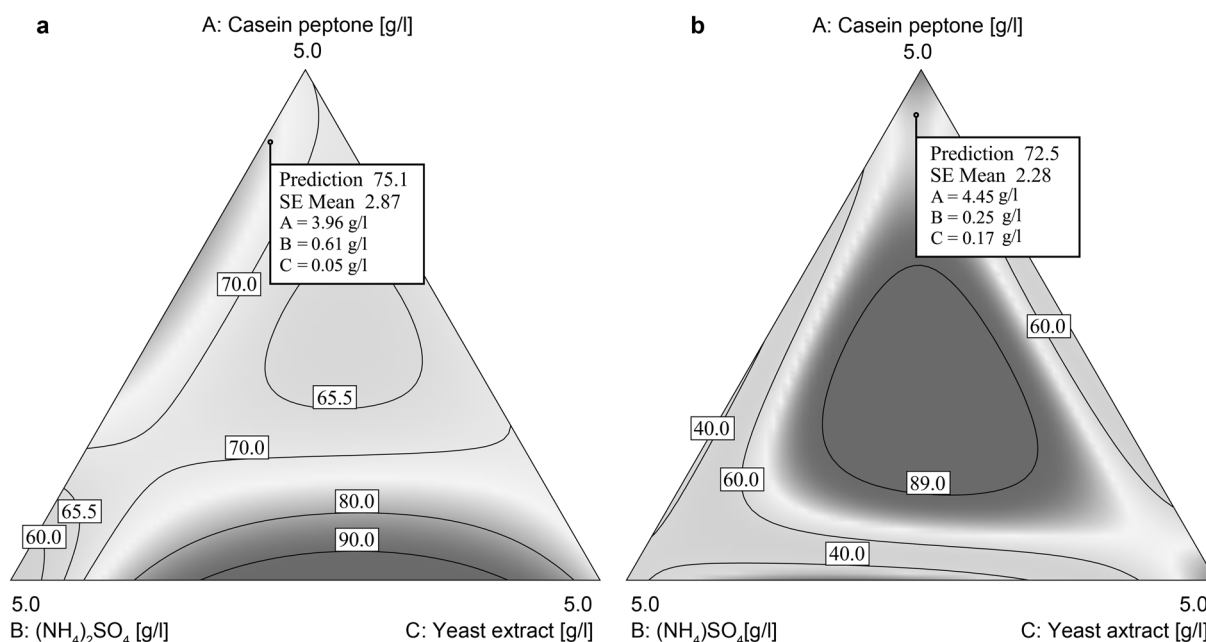 a
A: Casein peptone [g/l]
5.0
Prediction 75.1
SE Mean 2.87
A = 3.96 g/l
B = 0.61 g/l
C = 0.05 g/l
70.0
65.5
70.0
80.0
65.5
60.0
90.0
5.0
5.0
B: (NH₄)₂SO₄ [g/l]
C: Yeast extract [g/l]
b
A: Casein peptone [g/l]
5.0
Prediction 72.5
SE Mean 2.28
A = 4.45 g/l
B = 0.25 g/l
C = 0.17 g/l
60.0
40.0
60.0
89.0
40.0
5.0
5.0
B: (NH₄)SO₄[g/l]
C: Yeast axtract [g/l]